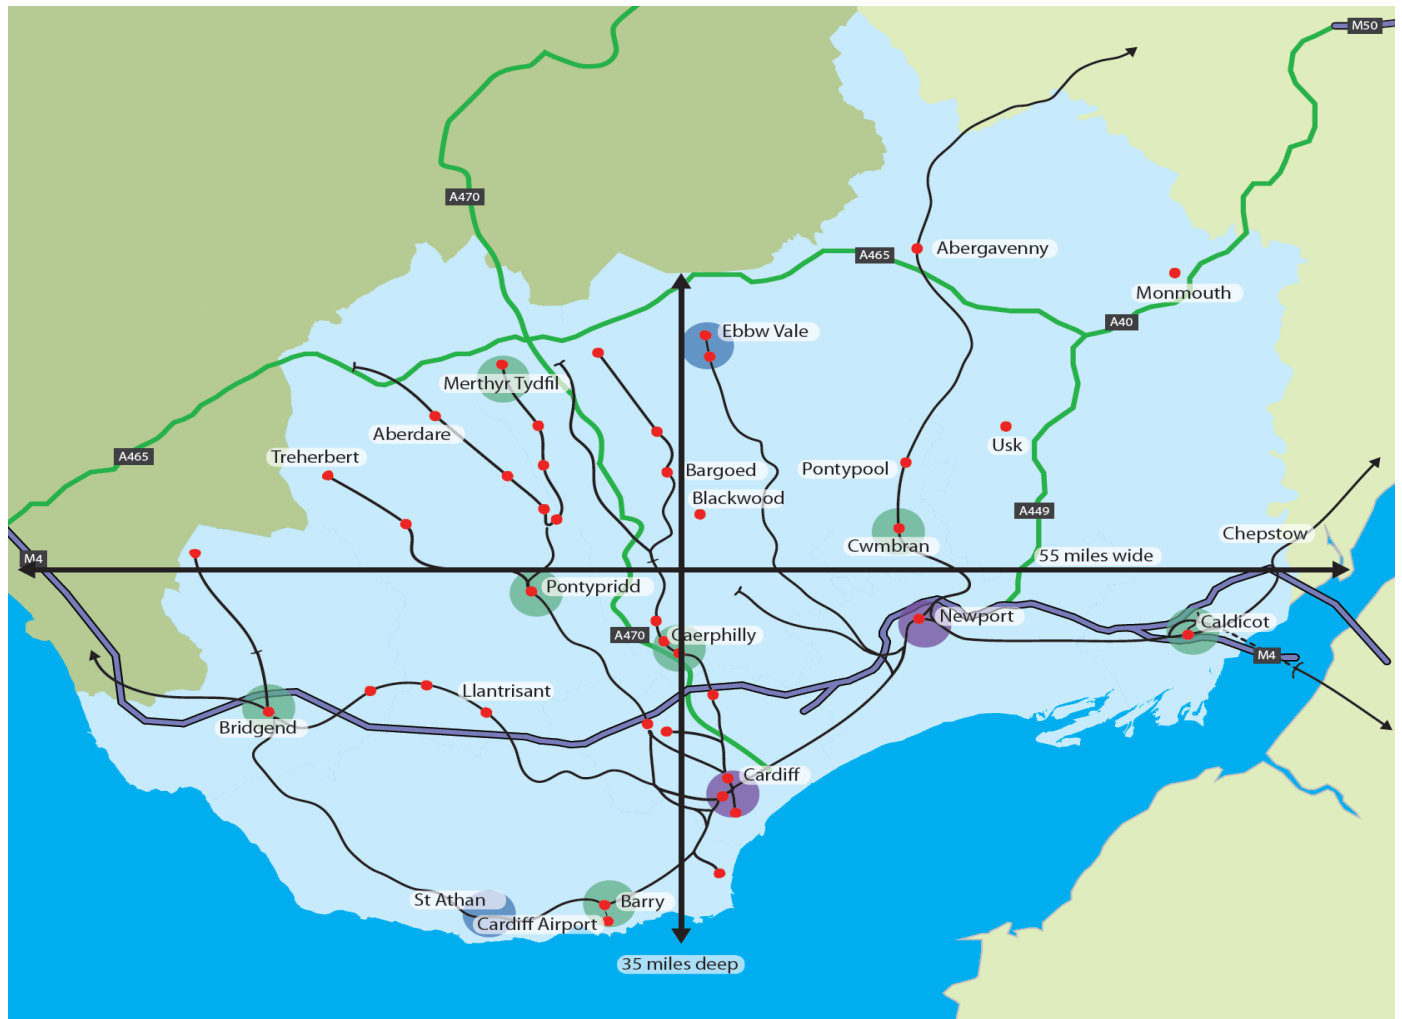 M50
A470
Abergavenny
A465
Monmouth
A40
Ebbw Vale
Merthyr Tydfil
Aberdare
Usk
Treherbert
A465
Pontypool
Bargoed
Blackwood
A449
Chepstow
Cwmbran
55 miles wide
M4
Pontypridd
Newport
Caldicot
A470
Caerphilly
M4
Llantrisant
Bridgend
Cardiff
St Athan
Barry
Cardiff Airport
35 miles deep